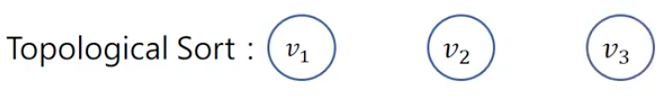 Topological Sort : v₁ v₂ v₃